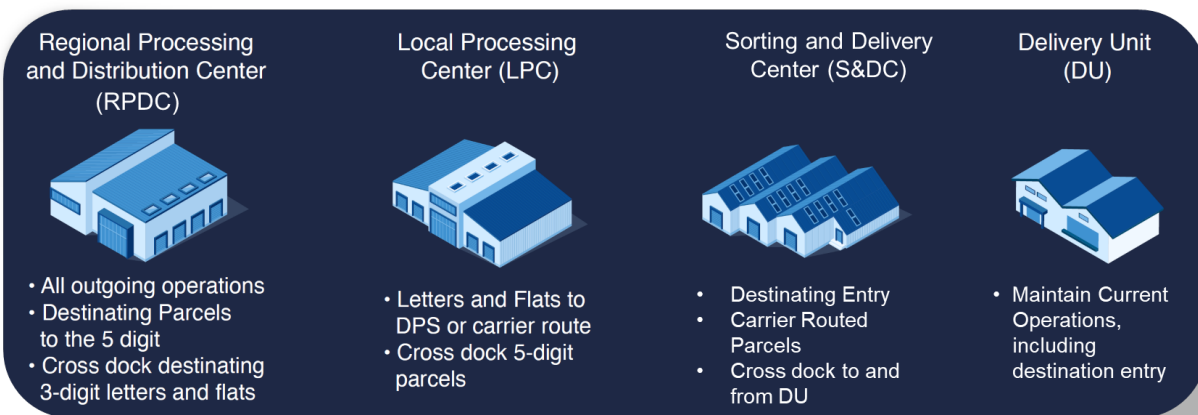 Regional Processing
and Distribution Center
(RPDC)
• All outgoing operations
• Destinating Parcels
to the 5 digit
• Cross dock destinating
3-digit letters and flats
Local Processing
Center (LPC)
• Letters and Flats to
DPS or carrier route
• Cross dock 5-digit
parcels
Sorting and Delivery
Center (S&DC)
• Destinating Entry
• Carrier Routed
Parcels
• Cross dock to and
from DU
Delivery Unit
(DU)
• Maintain Current
Operations,
including
destination entry